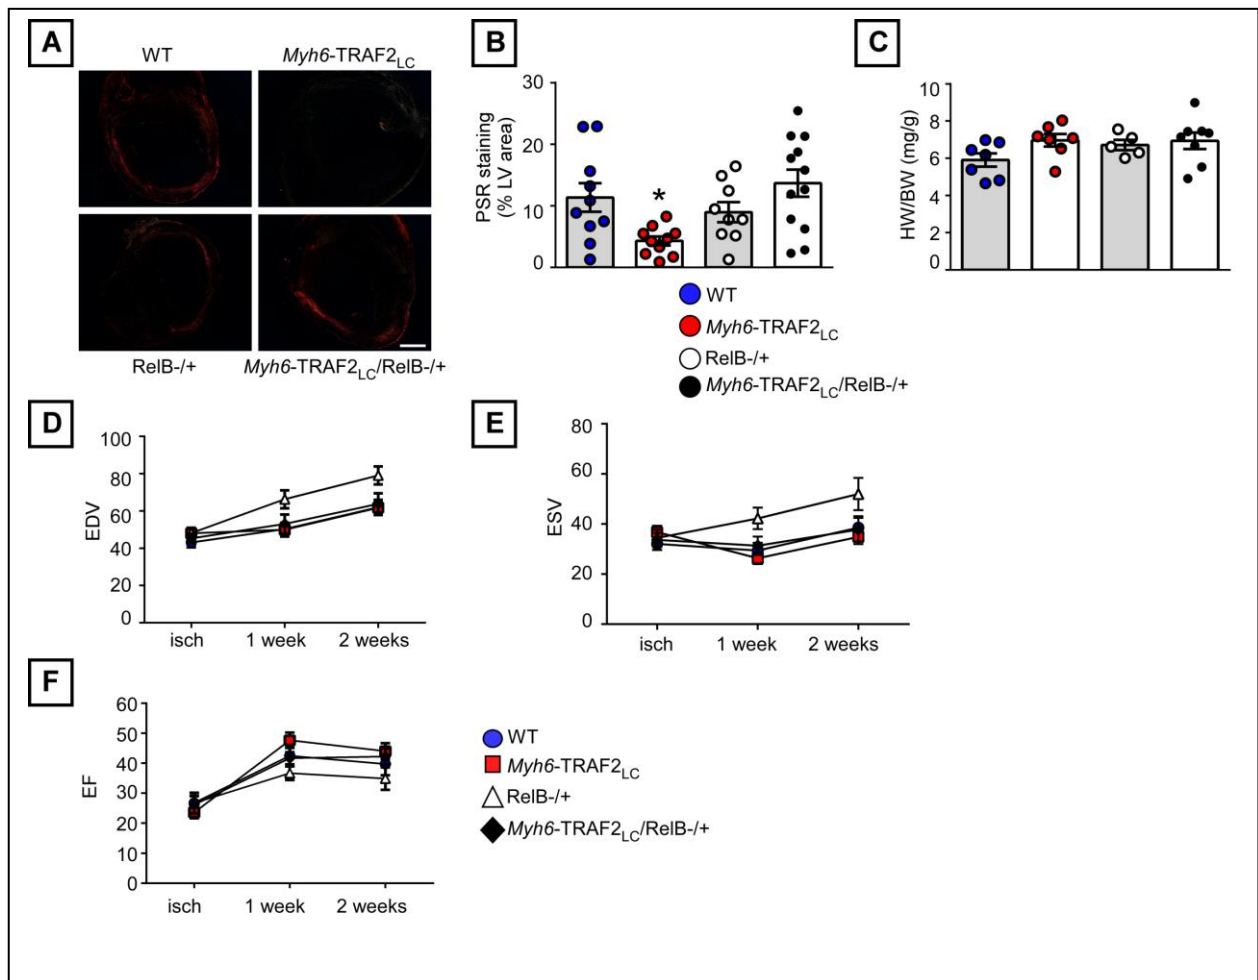 A
WT
Myh6-TRAF2LC
RelB-/+
Myh6-TRAF2LC/RelB-/+
B
PSR staining
(% LV area)
30
20
10
0
*
C
HW/BW (mg/g)
10
8
6
4
2
0
WT
Myh6-TRAF2LC
RelB-/+
Myh6-TRAF2LC/RelB-/+
D
EDV
100
80
60
40
20
0
isch
1 week
2 weeks
E
ESV
80
60
40
20
0
isch
1 week
2 weeks
F
EF
60
50
40
30
20
10
0
isch
1 week
2 weeks
WT
Myh6-TRAF2LC
RelB-/+
Myh6-TRAF2LC/RelB-/+